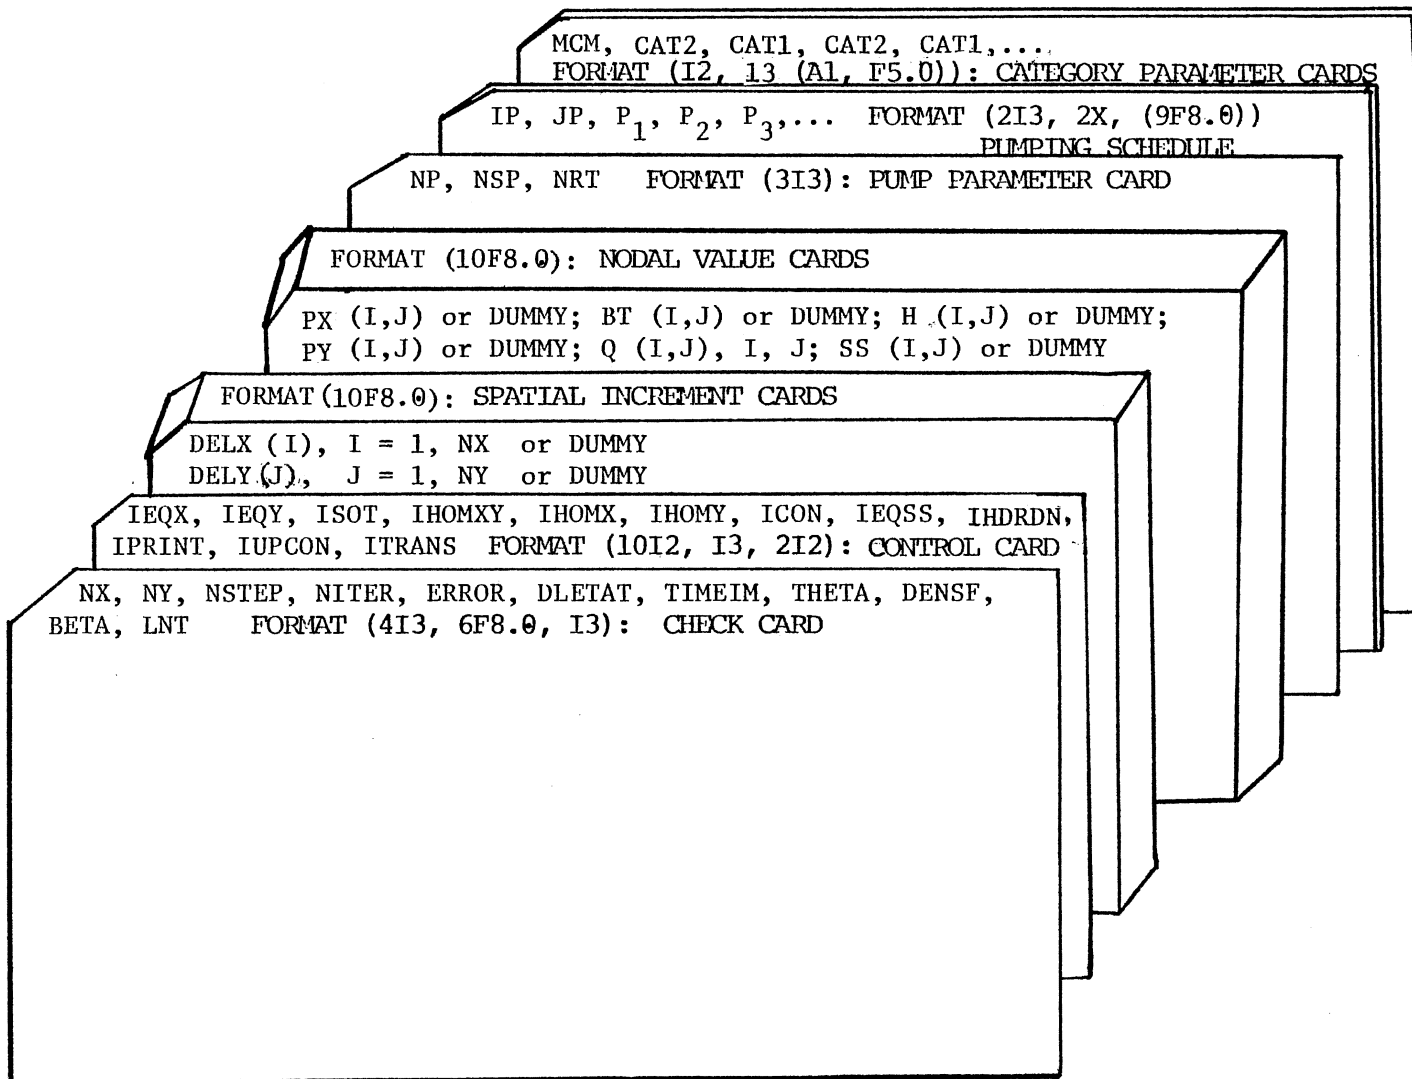 MCM, CAT2, CAT1, CAT2, CAT1,...
FORMAT (I2, 13 (A1, F5.0)): CATEGORY PARAMETER CARDS
IP, JP, P1, P2, P3,... FORMAT (2I3, 2X, (9F8.0))
PUMPING SCHEDULE
NP, NSP, NRT FORMAT (3I3): PUMP PARAMETER CARD
FORMAT (10F8.0): NODAL VALUE CARDS
PX (I,J) or DUMMY; BT (I,J) or DUMMY; H (I,J) or DUMMY;
PY (I,J) or DUMMY; Q (I,J), I, J; SS (I,J) or DUMMY
FORMAT (10F8.0): SPATIAL INCREMENT CARDS
DELX (I), I = 1, NX or DUMMY
DELY (J), J = 1, NY or DUMMY
IEQX, IEQY, ISOT, IHOMXY, IHOMX, IHOMY, ICON, IEQSS, IHDRDN,
IPRINT, IUPCON, ITRANS FORMAT (10I2, I3, 2I2): CONTROL CARD
NX, NY, NSTEP, NITER, ERROR, DLETAT, TIMEIM, THETA, DENSF,
BETA, LNT FORMAT (4I3, 6F8.0, I3): CHECK CARD